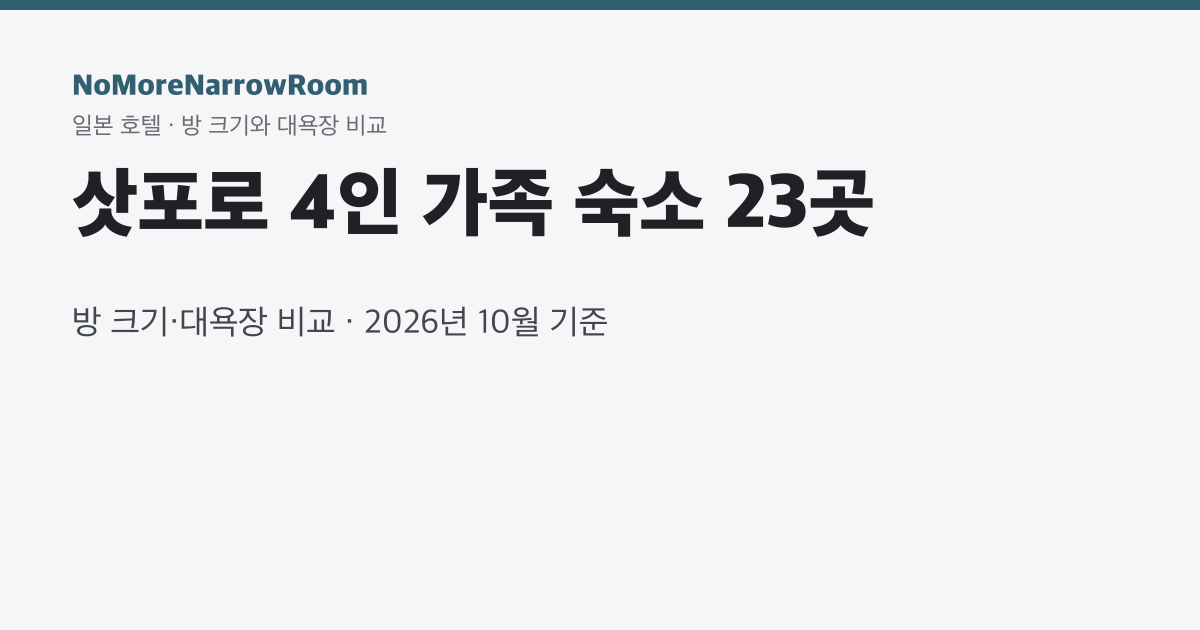 NoMoreNarrowRoom
일본 호텔 · 방 크기와 대욕장 비교
삿포로 4인 가족 숙소 23곳
방 크기·대욕장 비교 · 2026년 10월 기준